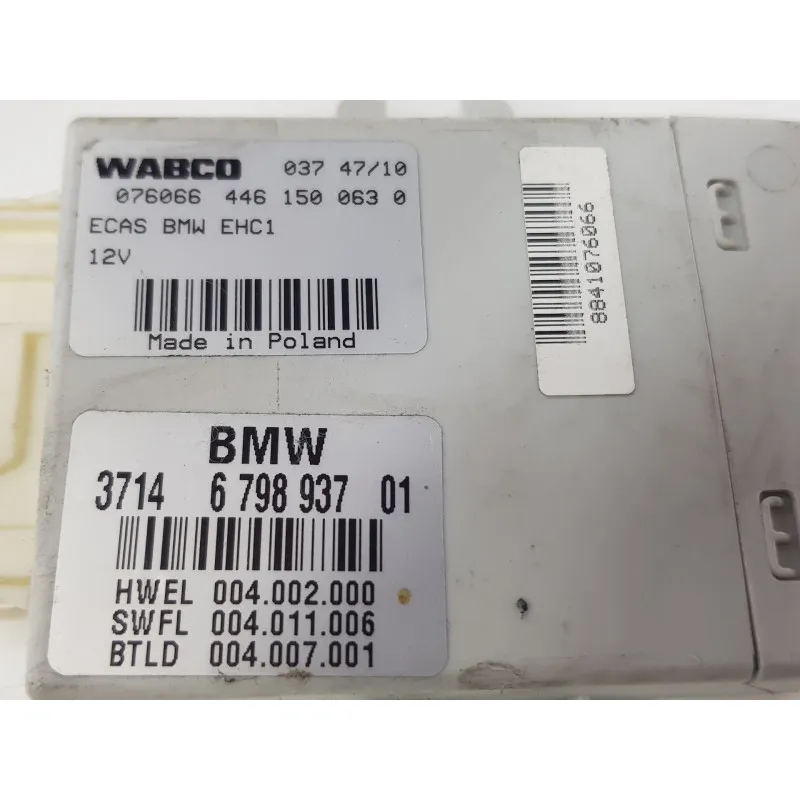 WABCO 037 47/10
076066 446 150 063 0
ECAS BMW EHC1
12V
Made in Poland
8841076066
BMW
3714 6 798 937 01
HWEL 004.002.000
SWFL 004.011.006
BTLD 004.007.001